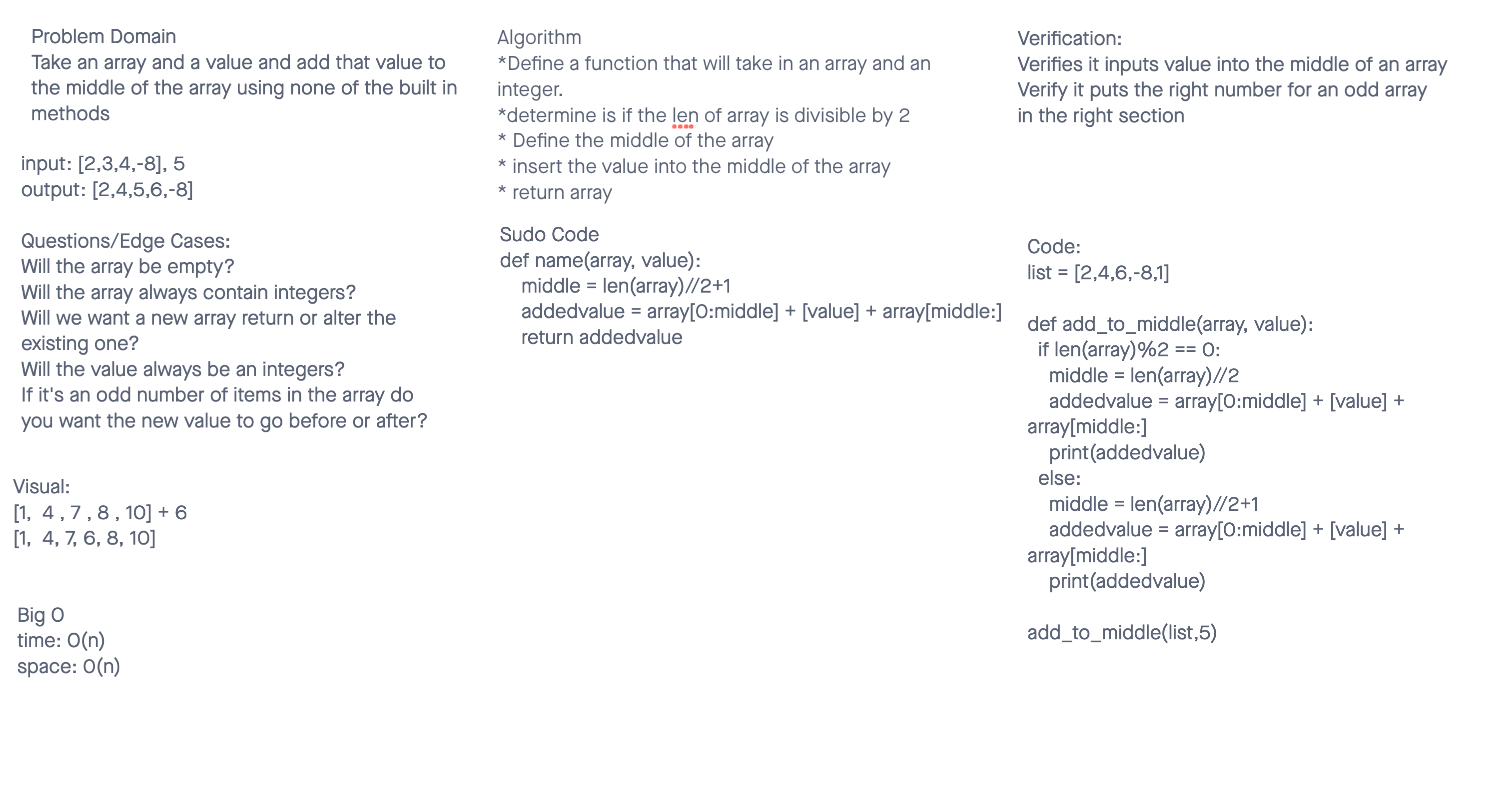 Problem Domain
Take an array and a value and add that value to
the middle of the array using none of the built in
methods
input: [2,3,4,-8], 5
output: [2,4,5,6,-8]
Questions/Edge Cases:
Will the array be empty?
Will the array always contain integers?
Will we want a new array return or alter the
existing one?
Will the value always be an integers?
If it's an odd number of items in the array do
you want the new value to go before or after?
Visual:
[1,  4 , 7 , 8 , 10] + 6
[1,  4, 7, 6, 8, 10]
Big O
time: O(n)
space: O(n)
Algorithm
*Define a function that will take in an array and an
integer.
*determine is if the len of array is divisible by 2
* Define the middle of the array
* insert the value into the middle of the array
* return array
Sudo Code
def name(array, value):
    middle = len(array)//2+1
    addedvalue = array[0:middle] + [value] + array[middle:]
    return addedvalue
Verification:
Verifies it inputs value into the middle of an array
Verify it puts the right number for an odd array
in the right section
Code:
list = [2,4,6,-8,1]
def add_to_middle(array, value):
  if len(array)%2 == 0:
    middle = len(array)//2
    addedvalue = array[0:middle] + [value] +
array[middle:]
    print(addedvalue)
  else:
    middle = len(array)//2+1
    addedvalue = array[0:middle] + [value] +
array[middle:]
    print(addedvalue)
add_to_middle(list,5)